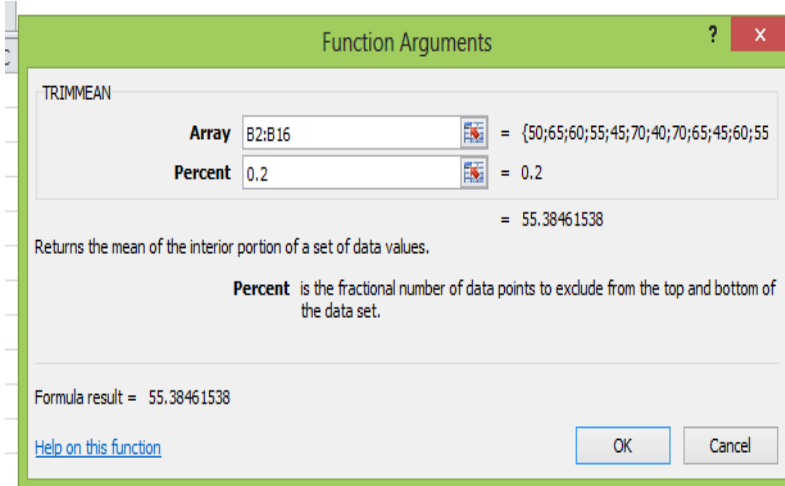 Function Arguments ? x
TRIMMEAN
Array B2:B16 = {50;65;60;55;45;70;40;70;65;45;60;55
Percent 0.2 = 0.2
= 55.38461538
Returns the mean of the interior portion of a set of data values.
Percent is the fractional number of data points to exclude from the top and bottom of
the data set.
Formula result = 55.38461538
Help on this function OK Cancel